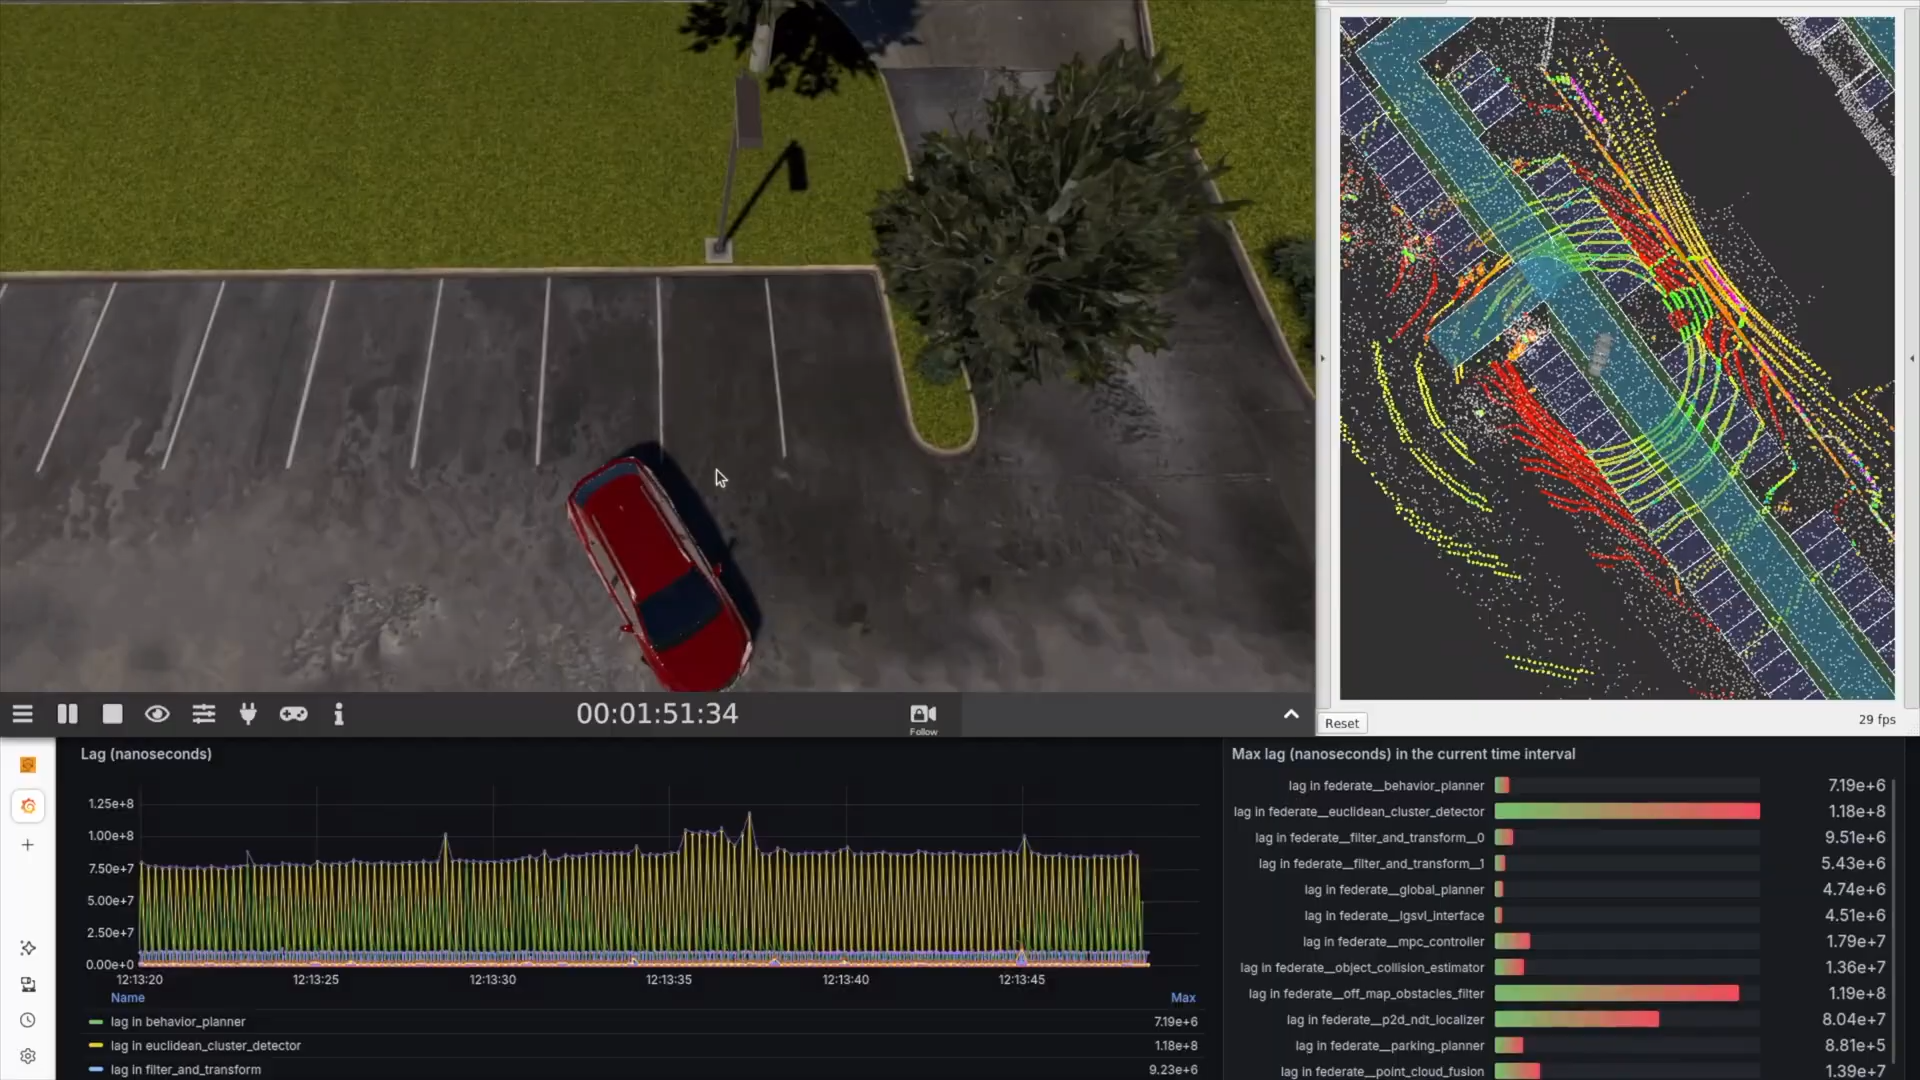 00:01:51:34
Follow
Reset
29 fps
Lag (nanoseconds)
1.25e+8
1.00e+8
7.50e+7
5.00e+7
2.50e+7
0.00e+0
12:13:20 12:13:25 12:13:30 12:13:35 12:13:40 12:13:45
Name Max
lag in behavior_planner 7.19e+6
lag in euclidean_cluster_detector 1.18e+8
lag in filter_and_transform 9.23e+6
Max lag (nanoseconds) in the current time interval
lag in federate__behavior_planner 7.19e+6
lag in federate__euclidean_cluster_detector 1.18e+8
lag in federate__filter_and_transform__0 9.51e+6
lag in federate__filter_and_transform__1 5.43e+6
lag in federate__global_planner 4.74e+6
lag in federate__lgsvl_interface 4.51e+6
lag in federate__mpc_controller 1.79e+7
lag in federate__object_collision_estimator 1.36e+7
lag in federate__off_map_obstacles_filter 1.19e+8
lag in federate__p2d_ndt_localizer 8.04e+7
lag in federate__parking_planner 8.81e+5
lag in federate__point_cloud_fusion 1.39e+7